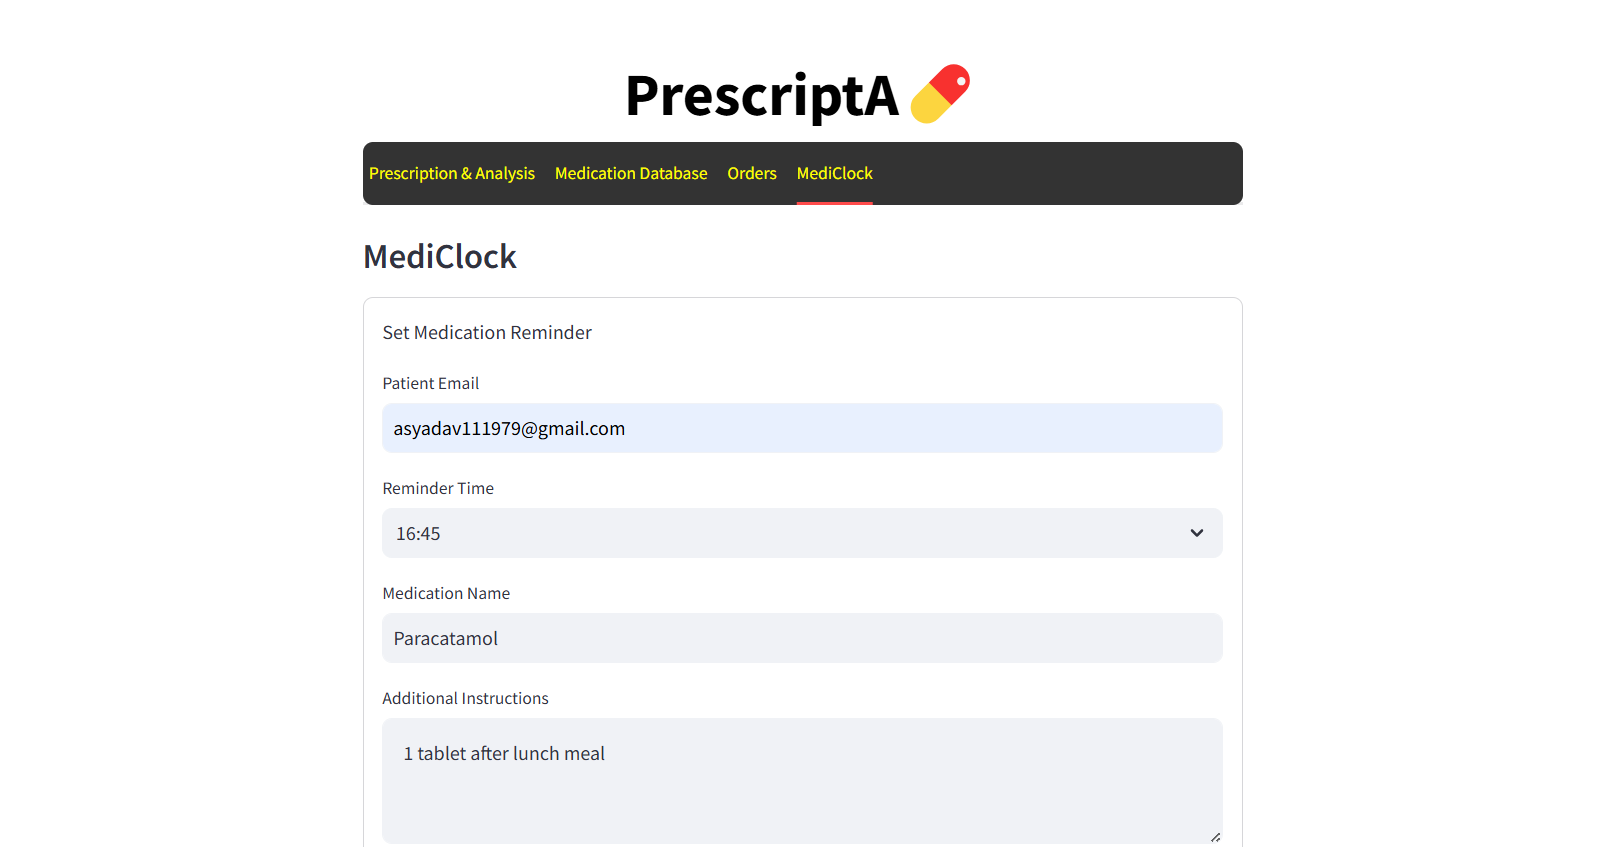 PrescriptA
Prescription & Analysis Medication Database Orders MediClock
MediClock
Set Medication Reminder
Patient Email
asyadav111979@gmail.com
Reminder Time
16:45
Medication Name
Paracatamol
Additional Instructions
1 tablet after lunch meal